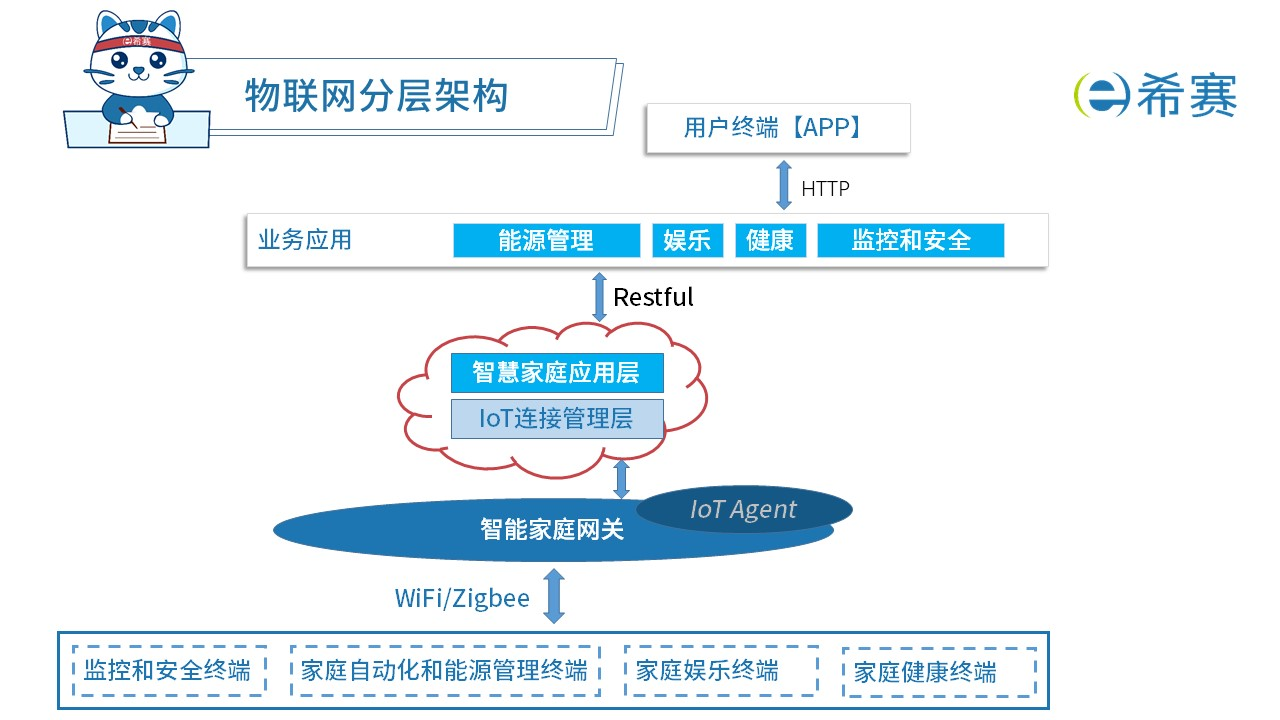 希赛
物联网分层架构
希赛
用户终端【APP】
HTTP
业务应用
能源管理
娱乐
健康
监控和安全
Restful
智慧家庭应用层
IoT连接管理层
IoT Agent
智能家庭网关
WiFi/Zigbee
监控和安全终端
家庭自动化和能源管理终端
家庭娱乐终端
家庭健康终端